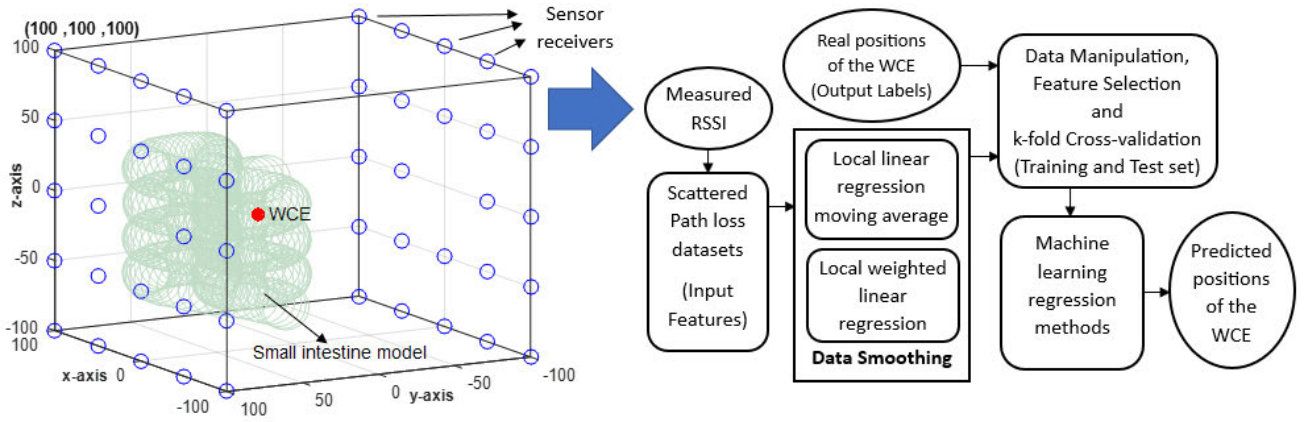 (100 ,100 ,100)
Sensor
receivers
100
50
0
-50
-100
z-axis
WCE
Small intestine model
100
x-axis
0
-100
100
50
0
y-axis
-50
-100
Measured
RSSI
Scattered
Path loss
datasets
(Input
Features)
Real positions
of the WCE
(Output Labels)
Local linear
regression
moving average
Local weighted
linear
regression
Data Smoothing
Data Manipulation,
Feature Selection
and
k-fold Cross-validation
(Training and Test set)
Machine
learning
regression
methods
Predicted
positions
of the
WCE